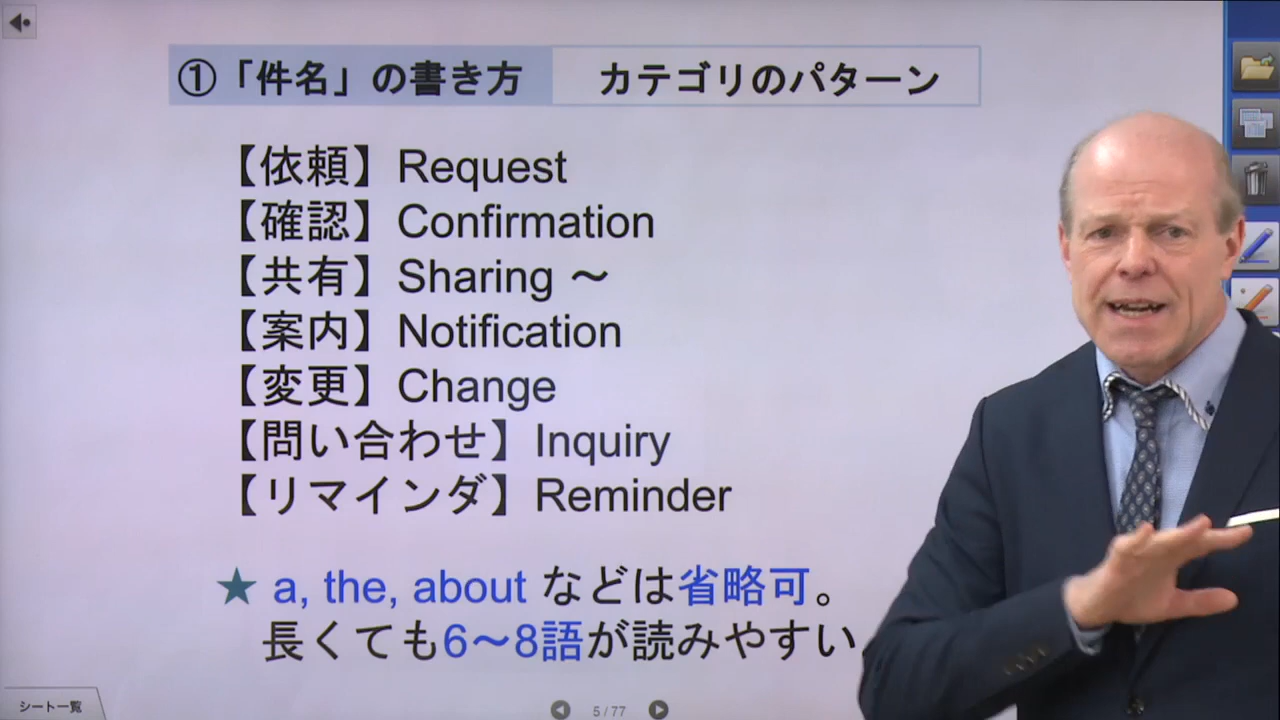 ①「件名」の書き方 カテゴリのパターン
【依頼】Request
【確認】Confirmation
【共有】Sharing ～
【案内】Notification
【変更】Change
【問い合わせ】Inquiry
【リマインダ】Reminder
★ a, the, about などは省略可。
長くても6～8語が読みやすい
シート一覧
5 / 77